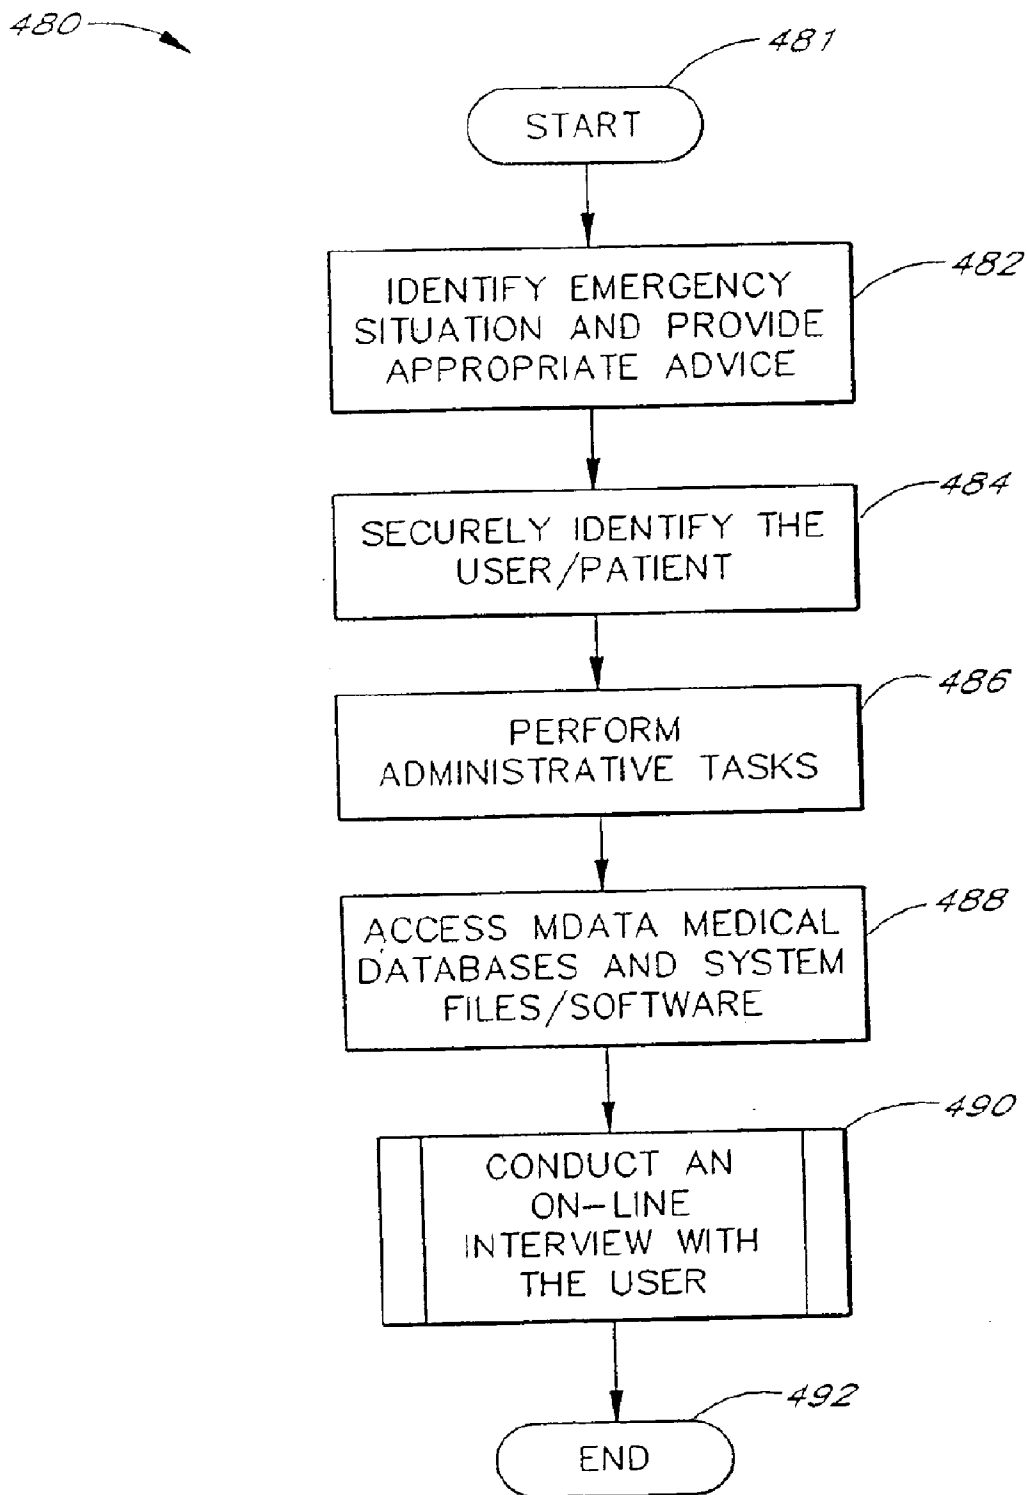 480
481
START
482
IDENTIFY EMERGENCY
SITUATION AND PROVIDE
APPROPRIATE ADVICE
484
SECURELY IDENTIFY THE
USER/PATIENT
486
PERFORM
ADMINISTRATIVE TASKS
488
ACCESS MDATA MEDICAL
DATABASES AND SYSTEM
FILES/SOFTWARE
490
CONDUCT AN
ON-LINE
INTERVIEW WITH
THE USER
492
END